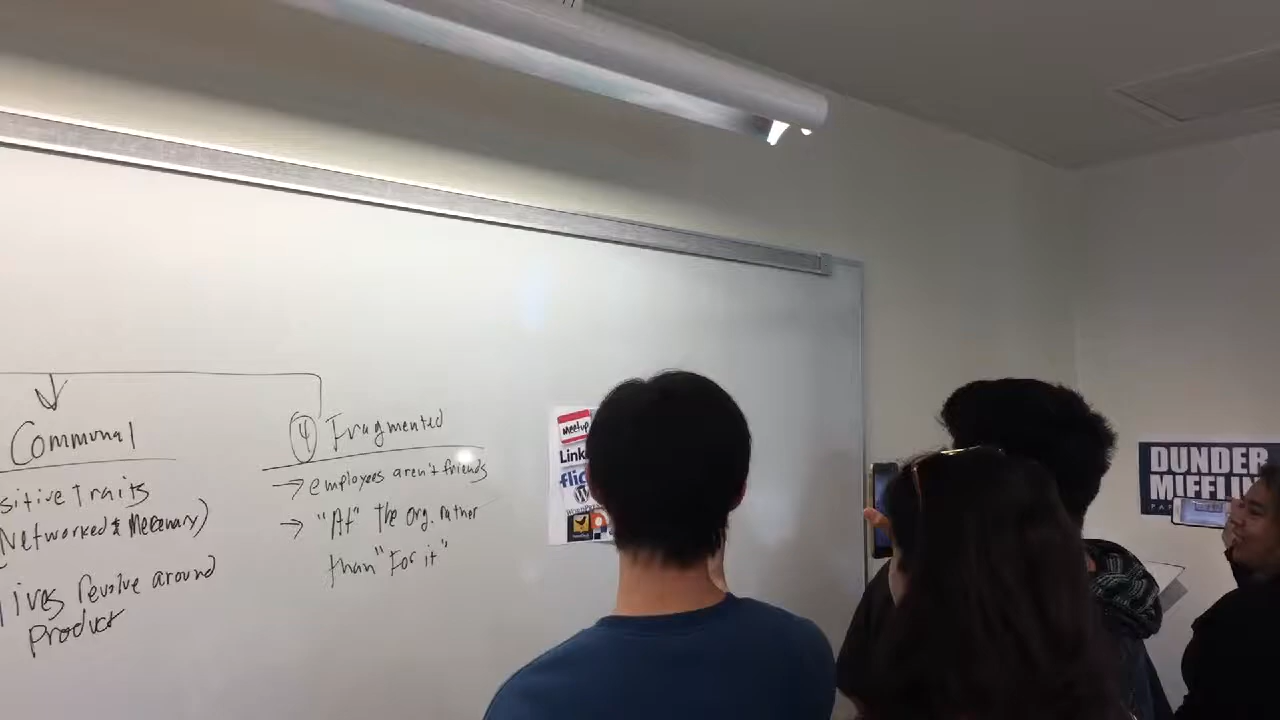 Communal
sitive Traits
(Networked & Mercenary)
ives revolve around
Product
4 Fragmented
→ employees aren't friends
→ "At" the org. rather
than "For it"
meetup
Link
flic
DUNDER
MIFFLIN